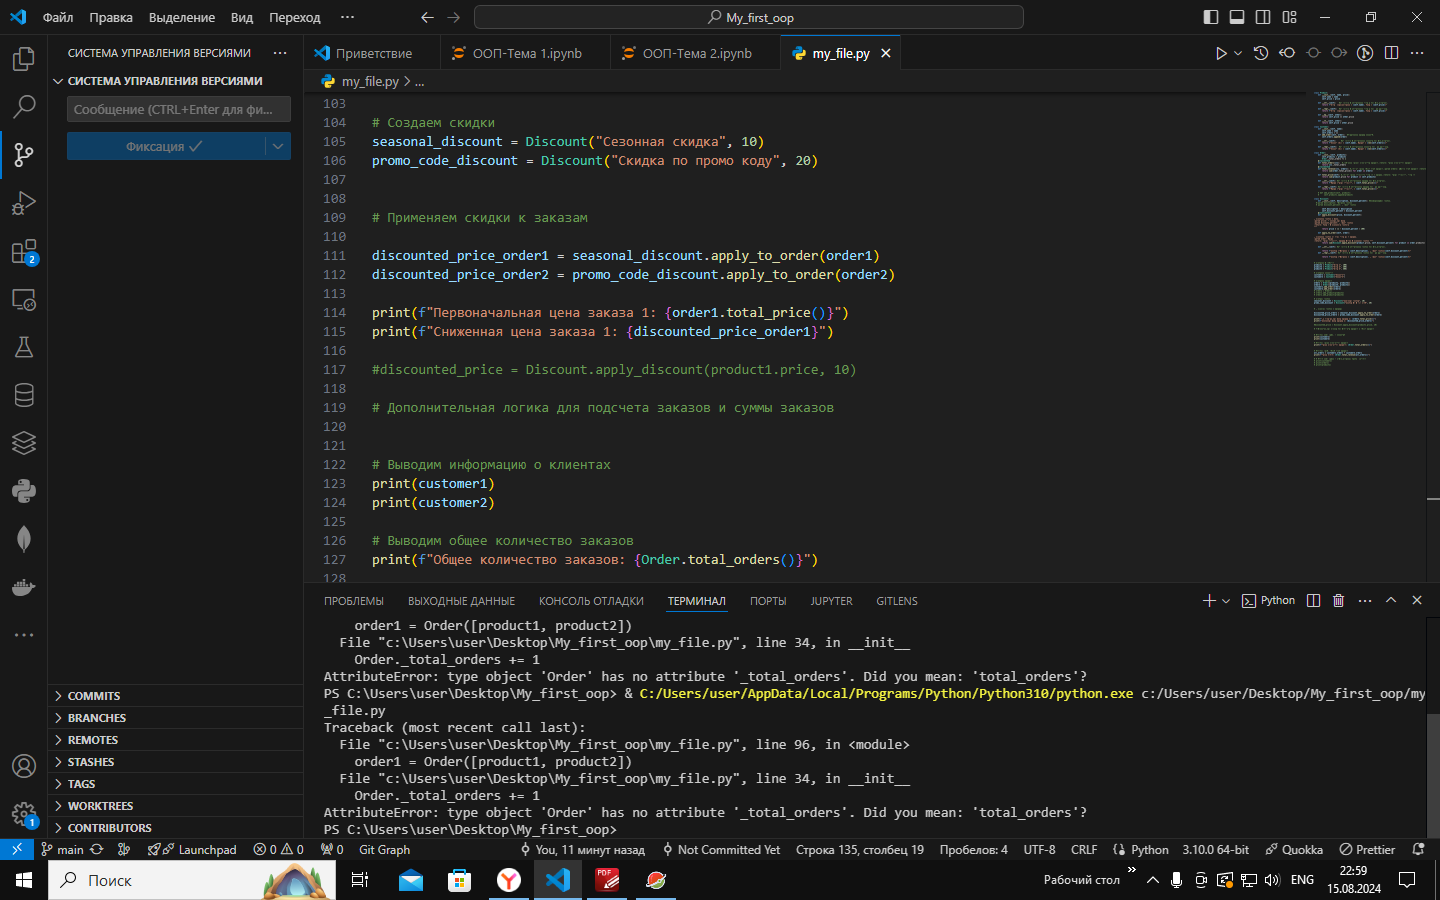 Файл Правка Выделение Вид Переход ··· My_first_oop
СИСТЕМА УПРАВЛЕНИЯ ВЕРСИЯМИ ···
Приветствие ООП-Тема 1.ipynb ООП-Тема 2.ipynb my_file.py
СИСТЕМА УПРАВЛЕНИЯ ВЕРСИЯМИ
my_file.py > ...
Сообщение (CTRL+Enter для фи...
Фиксация
103
104 # Создаем скидки
105 seasonal_discount = Discount("Сезонная скидка", 10)
106 promo_code_discount = Discount("Скидка по промо коду", 20)
107
108
109 # Применяем скидки к заказам
110
111 discounted_price_order1 = seasonal_discount.apply_to_order(order1)
112 discounted_price_order2 = promo_code_discount.apply_to_order(order2)
113
114 print(f"Первоначальная цена заказа 1: {order1.total_price()}")
115 print(f"Сниженная цена заказа 1: {discounted_price_order1}")
116
117 #discounted_price = Discount.apply_discount(product1.price, 10)
118
119 # Дополнительная логика для подсчета заказов и суммы заказов
120
121
122 # Выводим информацию о клиентах
123 print(customer1)
124 print(customer2)
125
126 # Выводим общее количество заказов
127 print(f"Общее количество заказов: {Order.total_orders()}")
128
ПРОБЛЕМЫ ВЫХОДНЫЕ ДАННЫЕ КОНСОЛЬ ОТЛАДКИ ТЕРМИНАЛ ПОРТЫ JUPYTER GITLENS Python
order1 = Order([product1, product2])
File "c:\Users\user\Desktop\My_first_oop\my_file.py", line 34, in __init__
Order._total_orders += 1
AttributeError: type object 'Order' has no attribute '_total_orders'. Did you mean: 'total_orders'?
PS C:\Users\user\Desktop\My_first_oop> & C:/Users/user/AppData/Local/Programs/Python/Python310/python.exe c:/Users/user/Desktop/My_first_oop/my
_file.py
Traceback (most recent call last):
File "c:\Users\user\Desktop\My_first_oop\my_file.py", line 96, in <module>
order1 = Order([product1, product2])
File "c:\Users\user\Desktop\My_first_oop\my_file.py", line 34, in __init__
Order._total_orders += 1
AttributeError: type object 'Order' has no attribute '_total_orders'. Did you mean: 'total_orders'?
PS C:\Users\user\Desktop\My_first_oop>
COMMITS
BRANCHES
REMOTES
STASHES
TAGS
WORKTREES
CONTRIBUTORS
2
1
main Launchpad 0 0 0 Git Graph You, 11 минут назад Not Committed Yet Строка 135, столбец 19 Пробелов: 4 UTF-8 CRLF Python 3.10.0 64-bit Quokka Prettier
Поиск PDF Рабочий стол ENG 22:59
15.08.2024